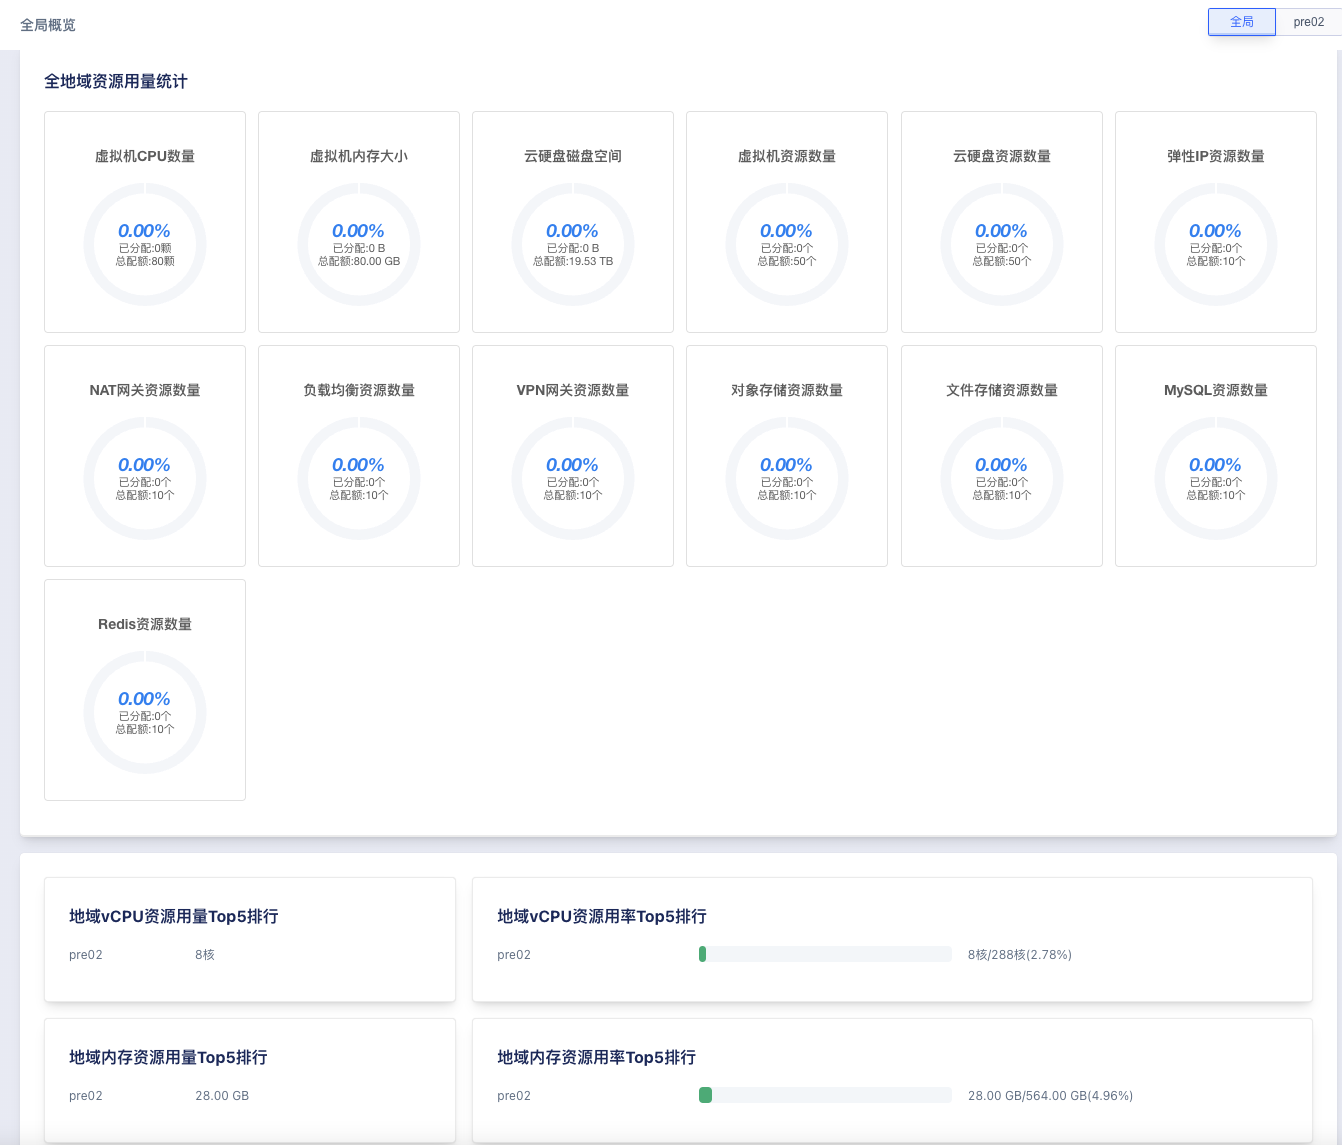 全局概览
全局
pre02
全地域资源用量统计
虚拟机CPU数量
0.00%
已分配:0颗
总配额:80颗
虚拟机内存大小
0.00%
已分配:0 B
总配额:80.00 GB
云硬盘磁盘空间
0.00%
已分配:0 B
总配额:19.53 TB
虚拟机资源数量
0.00%
已分配:0个
总配额:50个
云硬盘资源数量
0.00%
已分配:0个
总配额:50个
弹性IP资源数量
0.00%
已分配:0个
总配额:10个
NAT网关资源数量
0.00%
已分配:0个
总配额:10个
负载均衡资源数量
0.00%
已分配:0个
总配额:10个
VPN网关资源数量
0.00%
已分配:0个
总配额:10个
对象存储资源数量
0.00%
已分配:0个
总配额:10个
文件存储资源数量
0.00%
已分配:0个
总配额:10个
MySQL资源数量
0.00%
已分配:0个
总配额:10个
Redis资源数量
0.00%
已分配:0个
总配额:10个
地域vCPU资源用量Top5排行
pre02 8核
地域vCPU资源用率Top5排行
pre02 8核/288核(2.78%)
地域内存资源用量Top5排行
pre02 28.00 GB
地域内存资源用率Top5排行
pre02 28.00 GB/564.00 GB(4.96%)